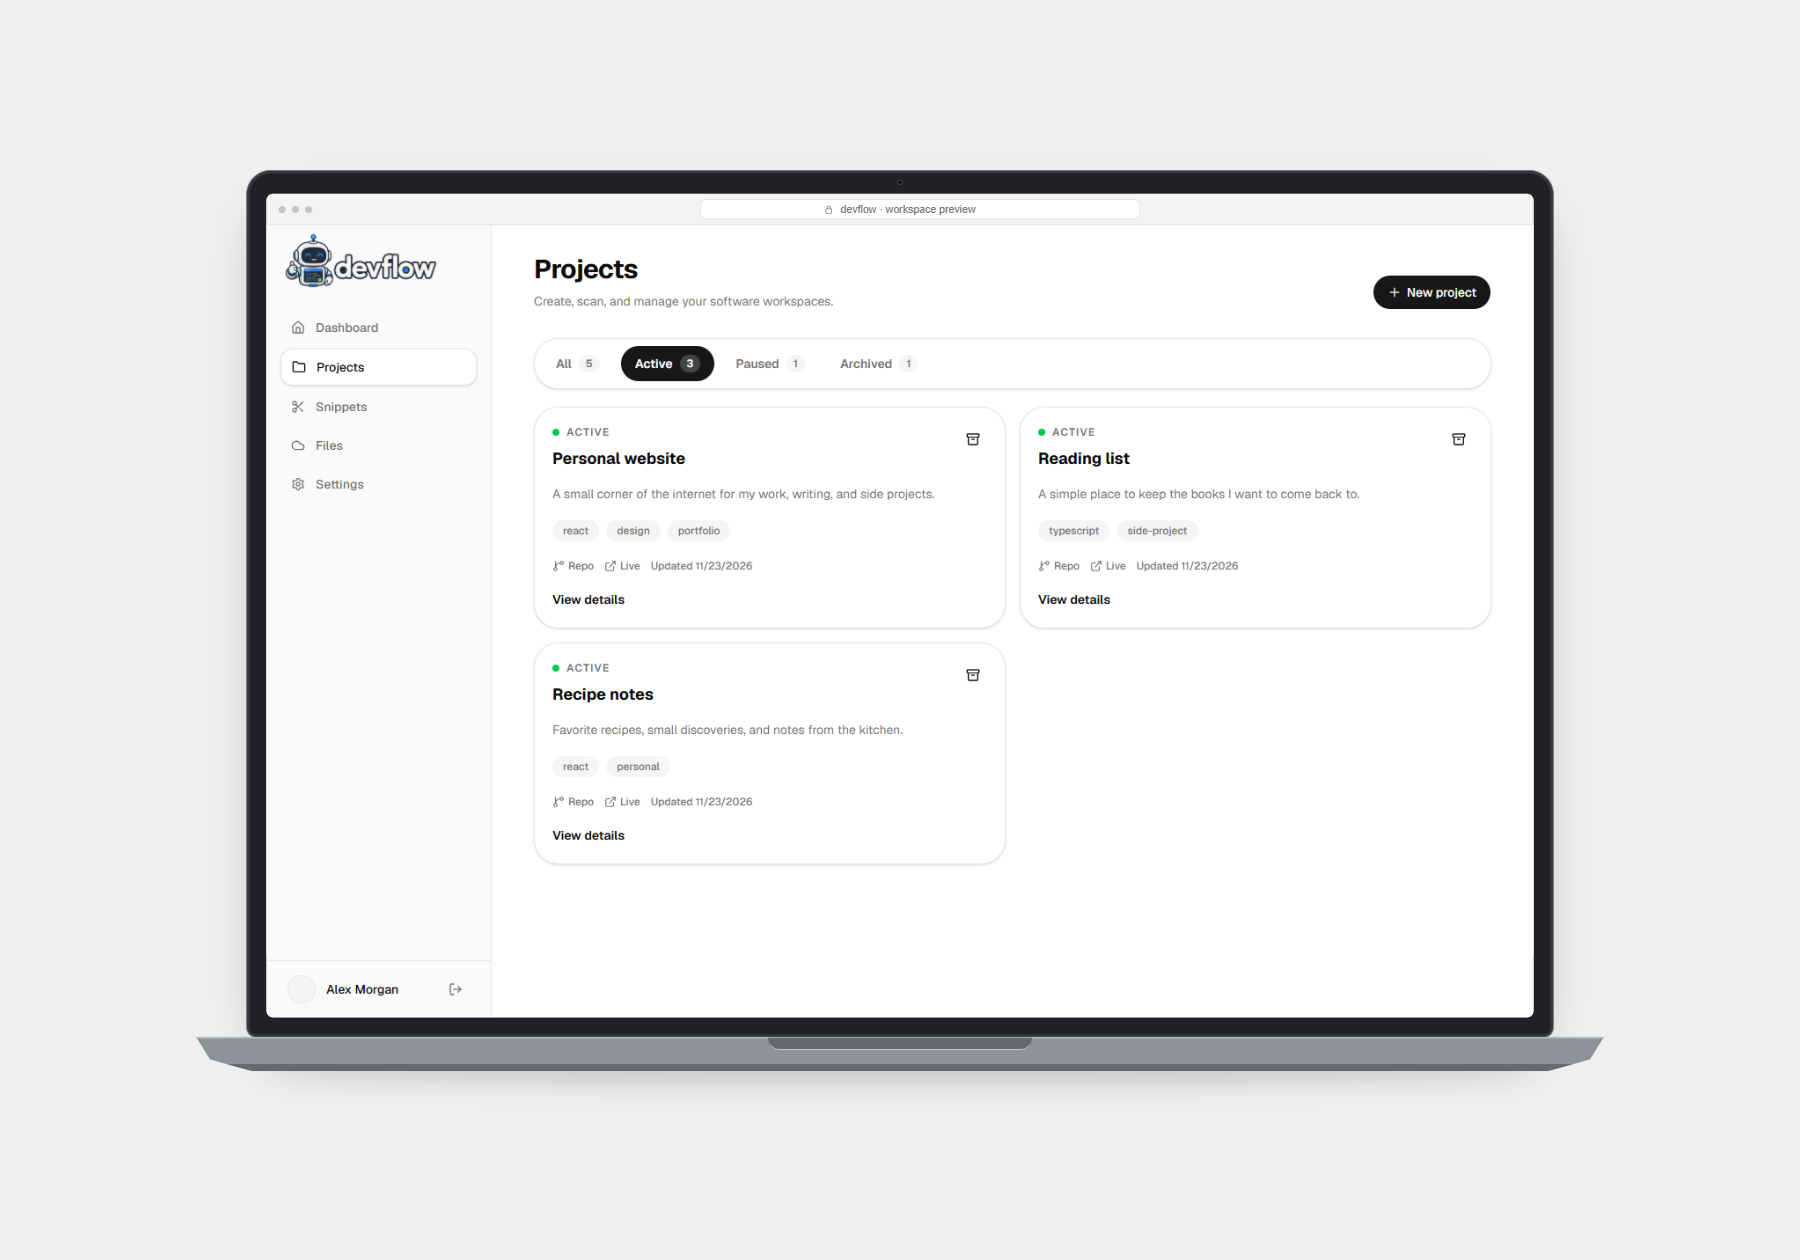 devflow · workspace preview
devflow
Dashboard
Projects
Snippets
Files
Settings
Alex Morgan
Projects
Create, scan, and manage your software workspaces.
New project
All 5 Active 3 Paused 1 Archived 1
ACTIVE
Personal website
A small corner of the internet for my work, writing, and side projects.
react design portfolio
Repo Live Updated 11/23/2026
View details
ACTIVE
Reading list
A simple place to keep the books I want to come back to.
typescript side-project
Repo Live Updated 11/23/2026
View details
ACTIVE
Recipe notes
Favorite recipes, small discoveries, and notes from the kitchen.
react personal
Repo Live Updated 11/23/2026
View details